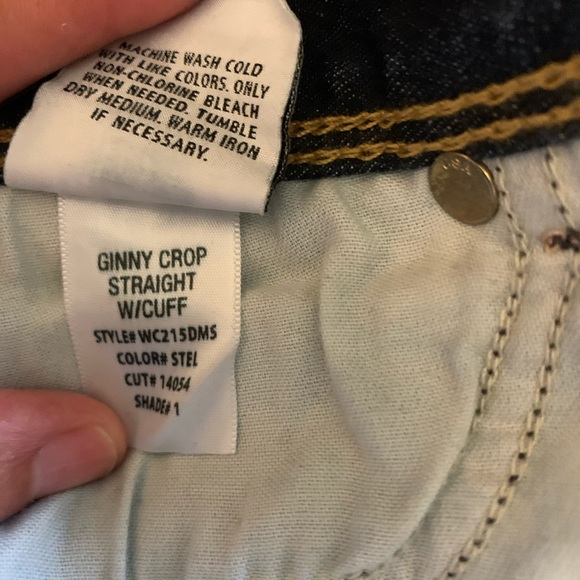 MACHINE WASH COLD
WITH LIKE COLORS. ONLY
NON-CHLORINE BLEACH
WHEN NEEDED. TUMBLE
DRY MEDIUM. WARM IRON
IF NECESSARY.
GINNY CROP
STRAIGHT
W/CUFF
STYLE# WC215DMS
COLOR# STEL
CUT# 14054
SHADE# 1